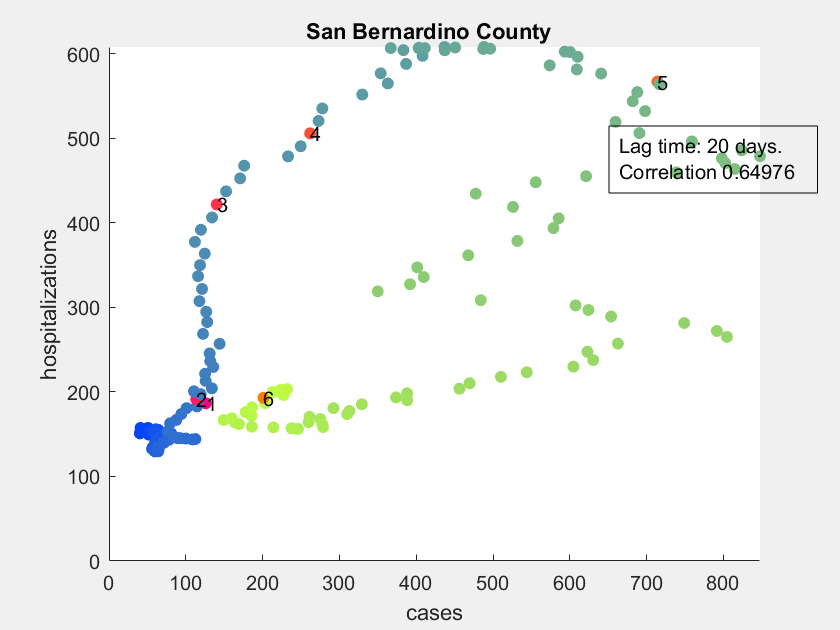 San Bernardino County
600
500
400
300
200
100
0
hospitalizations
5
4
3
2
1
6
Lag time: 20 days.
Correlation 0.64976
0 100 200 300 400 500 600 700 800
cases